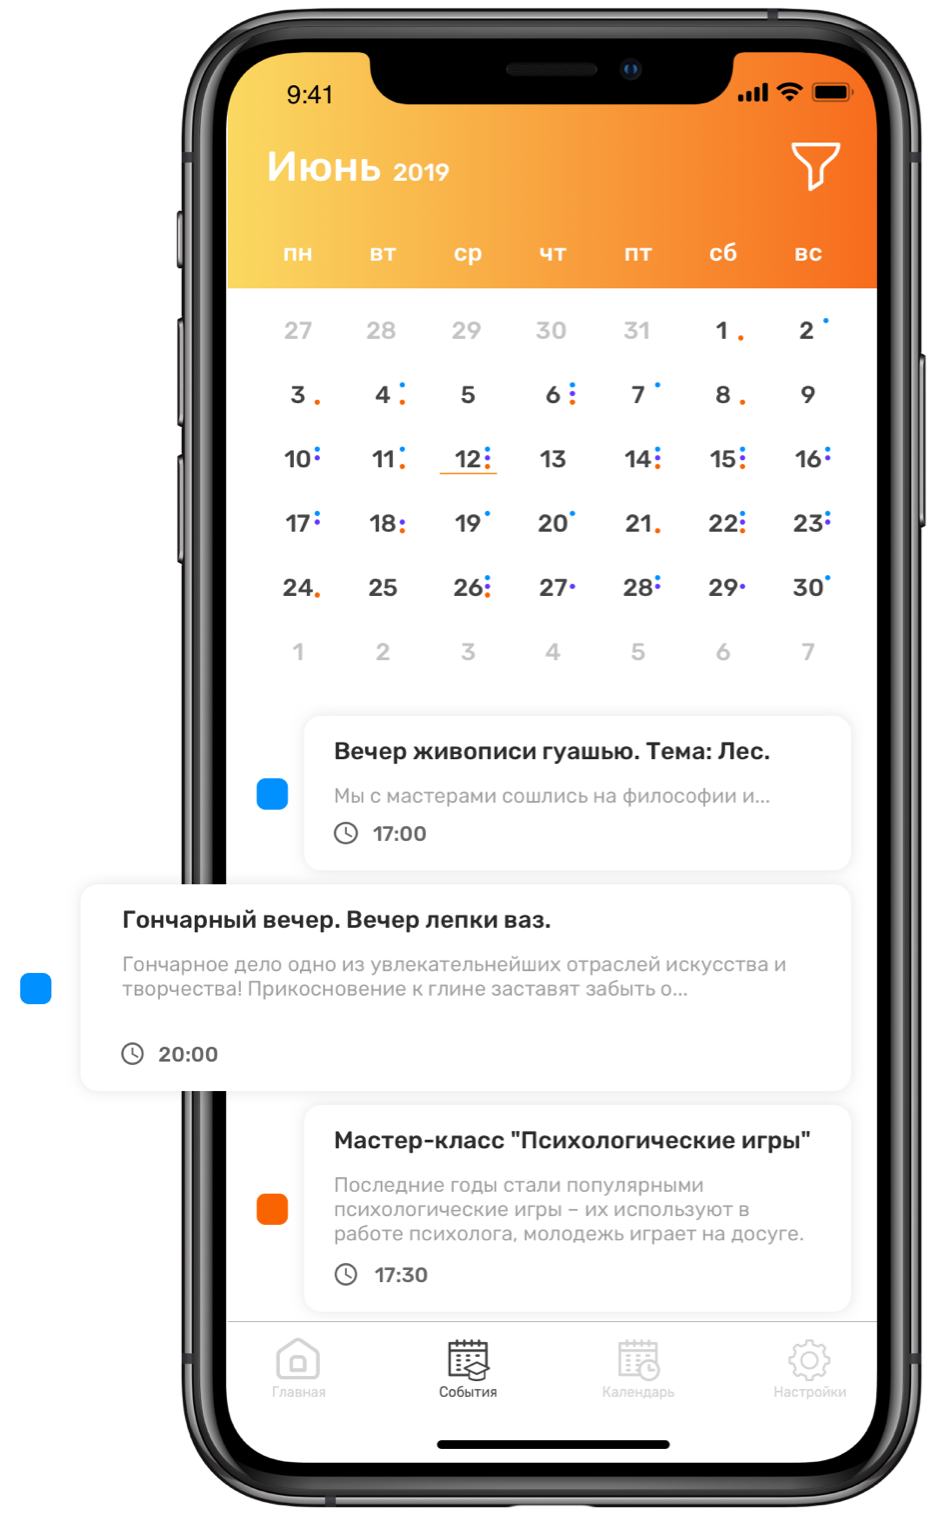 9:41
Июнь 2019
пн вт ср чт пт сб вс
27 28 29 30 31 1 2
3 4 5 6 7 8 9
10 11 12 13 14 15 16
17 18 19 20 21 22 23
24 25 26 27 28 29 30
1 2 3 4 5 6 7
Вечер живописи гуашью. Тема: Лес.
Мы с мастерами сошлись на философии и...
17:00
Гончарный вечер. Вечер лепки ваз.
Гончарное дело одно из увлекательнейших отраслей искусства и
творчества! Прикосновение к глине заставят забыть о...
20:00
Мастер-класс "Психологические игры"
Последние годы стали популярными
психологические игры – их используют в
работе психолога, молодежь играет на досуге.
17:30
Главная События Календарь Настройки